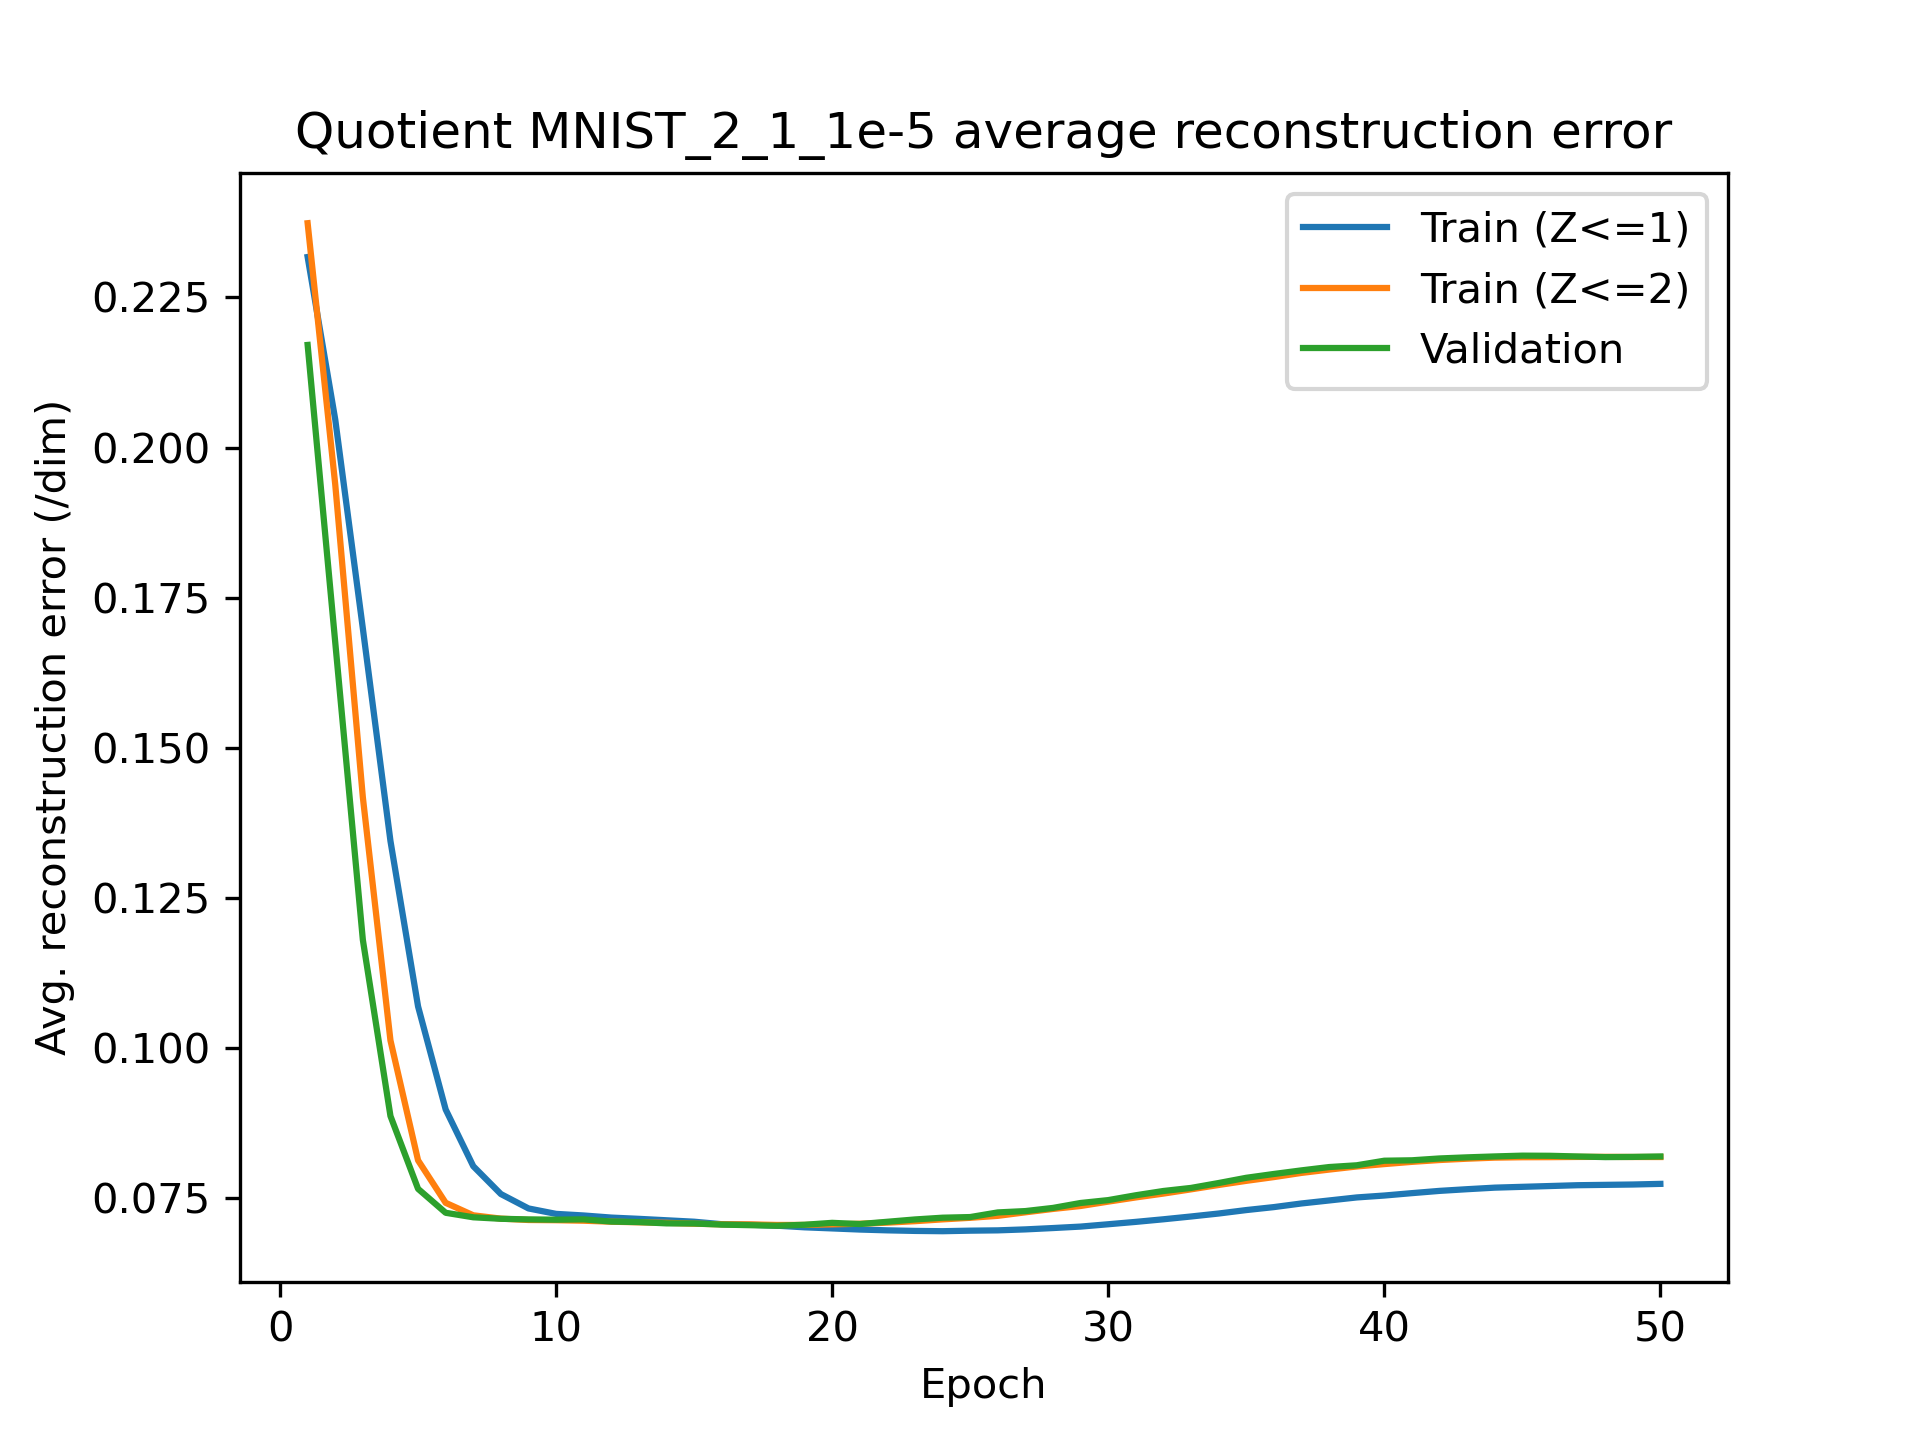 Quotient MNIST_2_1_1e-5 average reconstruction error
Train (Z<=1)
Train (Z<=2)
Validation
Avg. reconstruction error (/dim)
0.225
0.200
0.175
0.150
0.125
0.100
0.075
0 10 20 30 40 50
Epoch